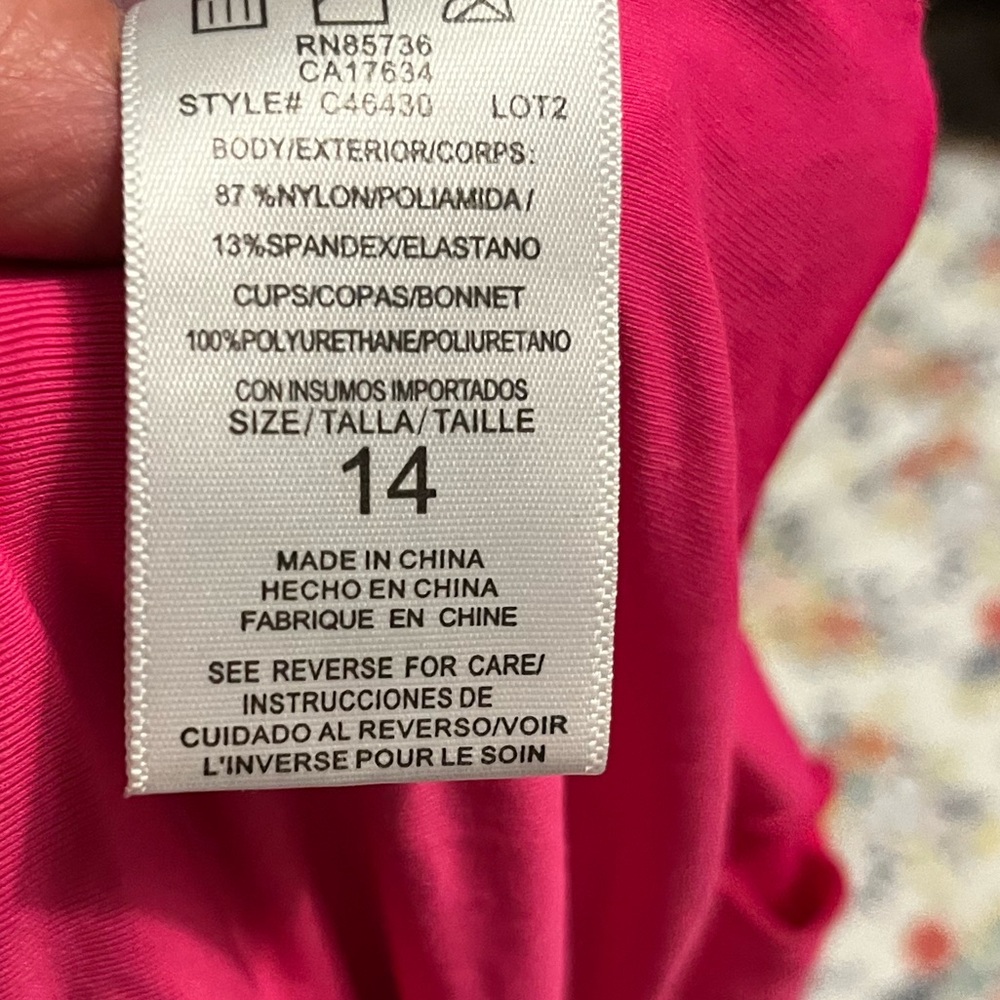 RN85736
CA17634
STYLE# C46430 LOT2
BODY/EXTERIOR/CORPS:
87 %NYLON/POLIAMIDA/
13%SPANDEX/ELASTANO
CUPS/COPAS/BONNET
100%POLYURETHANE/POLIURETANO
CON INSUMOS IMPORTADOS
SIZE/TALLA/TAILLE
14
MADE IN CHINA
HECHO EN CHINA
FABRIQUE EN CHINE
SEE REVERSE FOR CARE/
INSTRUCCIONES DE
CUIDADO AL REVERSO/VOIR
L'INVERSE POUR LE SOIN